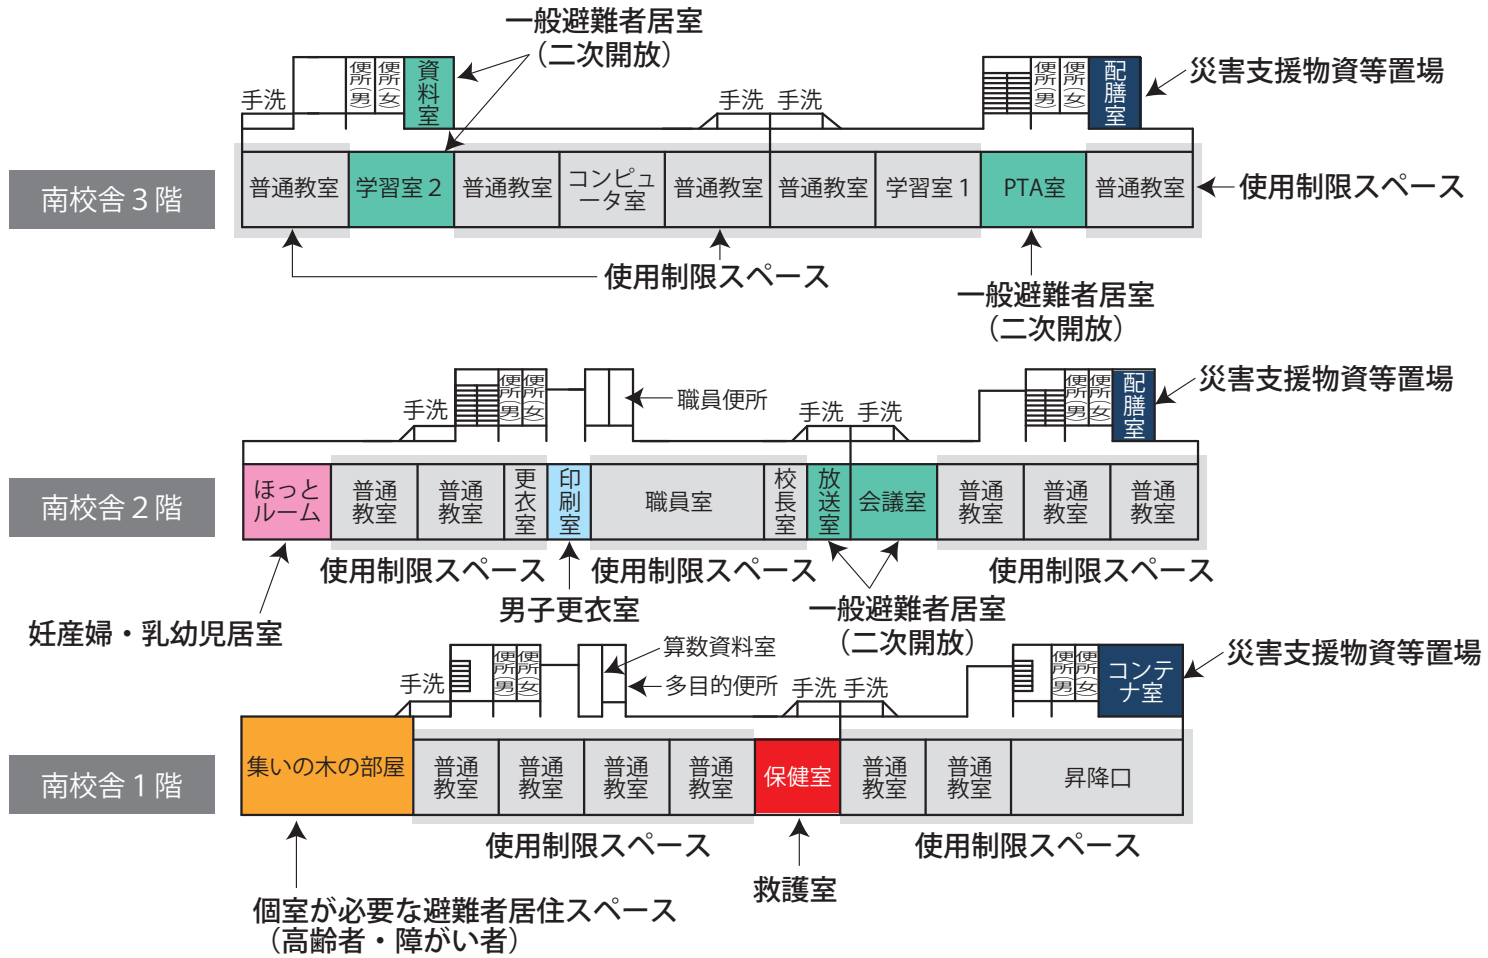 一般避難者居室
（二次開放）
災害支援物資等置場
手洗
便所(男)
便所(女)
資料室
手洗
手洗
便所(男)
便所(女)
配膳室
南校舎３階
普通教室
学習室２
普通教室
コンピュ
ータ室
普通教室
普通教室
学習室１
PTA室
普通教室
使用制限スペース
使用制限スペース
一般避難者居室
（二次開放）
手洗
便所(男)
便所(女)
職員便所
手洗
手洗
便所(男)
便所(女)
配膳室
災害支援物資等置場
南校舎２階
ほっと
ルーム
普通
教室
普通
教室
更衣室
印刷室
職員室
校長室
放送室
会議室
普通
教室
普通
教室
普通
教室
使用制限スペース
使用制限スペース
使用制限スペース
男子更衣室
一般避難者居室
（二次開放）
妊産婦・乳幼児居室
手洗
便所(男)
便所(女)
算数資料室
多目的便所
手洗
手洗
便所(男)
便所(女)
コンテ
ナ室
災害支援物資等置場
南校舎１階
集いの木の部屋
普通
教室
普通
教室
普通
教室
普通
教室
保健室
普通
教室
普通
教室
昇降口
使用制限スペース
使用制限スペース
救護室
個室が必要な避難者居住スペース
（高齢者・障がい者）